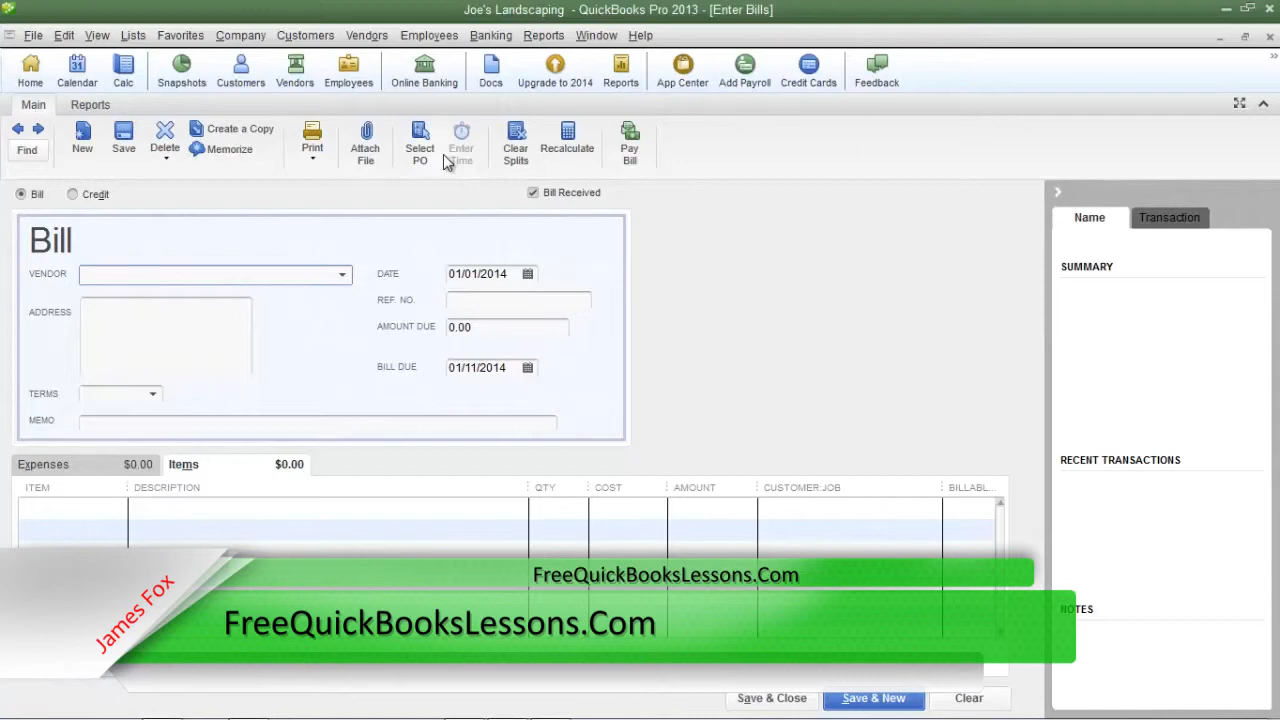 Joe's Landscaping - QuickBooks Pro 2013 - [Enter Bills]
File Edit View Lists Favorites Company Customers Vendors Employees Banking Reports Window Help
Home Calendar Calc Snapshots Customers Vendors Employees Online Banking Docs Upgrade to 2014 Reports App Center Add Payroll Credit Cards Feedback
Main Reports
Find New Save Delete Create a Copy Memorize Print Attach File Select PO Enter Time Clear Splits Recalculate Pay Bill
Bill Credit Bill Received
Name Transaction
Bill
SUMMARY
VENDOR DATE 01/01/2014
REF. NO.
ADDRESS
AMOUNT DUE 0.00
BILL DUE 01/11/2014
TERMS
MEMO
RECENT TRANSACTIONS
Expenses $0.00 Items $0.00
ITEM DESCRIPTION QTY COST AMOUNT CUSTOMER:JOB BILLABL...
FreeQuickBooksLessons.Com
James Fox
FreeQuickBooksLessons.Com
NOTES
Save & Close Save & New Clear